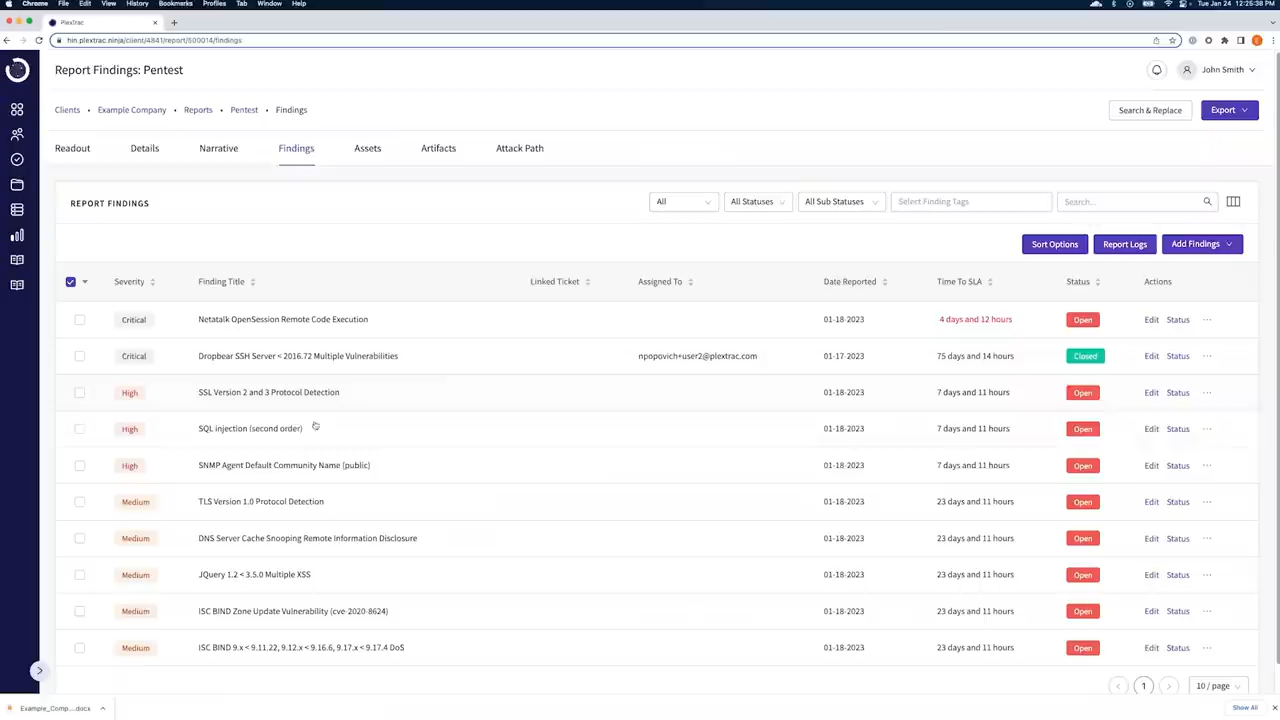 Chrome File Edit View History Bookmarks Profiles Tab Window Help Tue Jan 24 12:25:38 PM
PlexTrac
hin.plextrac.ninja/client/4841/report/500014/findings
Report Findings: Pentest
John Smith
Clients • Example Company • Reports • Pentest • Findings
Search & Replace
Export
Readout Details Narrative Findings Assets Artifacts Attack Path
REPORT FINDINGS
All
All Statuses
All Sub Statuses
Select Finding Tags
Search...
Sort Options
Report Logs
Add Findings
Severity Finding Title Linked Ticket Assigned To Date Reported Time To SLA Status Actions
Critical Netatalk OpenSession Remote Code Execution 01-18-2023 4 days and 12 hours Open Edit Status ...
Critical Dropbear SSH Server < 2016.72 Multiple Vulnerabilities npopovich+user2@plextrac.com 01-17-2023 75 days and 14 hours Closed Edit Status ...
High SSL Version 2 and 3 Protocol Detection 01-18-2023 7 days and 11 hours Open Edit Status ...
High SQL injection (second order) 01-18-2023 7 days and 11 hours Open Edit Status ...
High SNMP Agent Default Community Name (public) 01-18-2023 7 days and 11 hours Open Edit Status ...
Medium TLS Version 1.0 Protocol Detection 01-18-2023 23 days and 11 hours Open Edit Status ...
Medium DNS Server Cache Snooping Remote Information Disclosure 01-18-2023 23 days and 11 hours Open Edit Status ...
Medium JQuery 1.2 < 3.5.0 Multiple XSS 01-18-2023 23 days and 11 hours Open Edit Status ...
Medium ISC BIND Zone Update Vulnerability (cve-2020-8624) 01-18-2023 23 days and 11 hours Open Edit Status ...
Medium ISC BIND 9.x < 9.11.22, 9.12.x < 9.16.6, 9.17.x < 9.17.4 DoS 01-18-2023 23 days and 11 hours Open Edit Status ...
1
10 / page
Example_Comp....docx
Show All